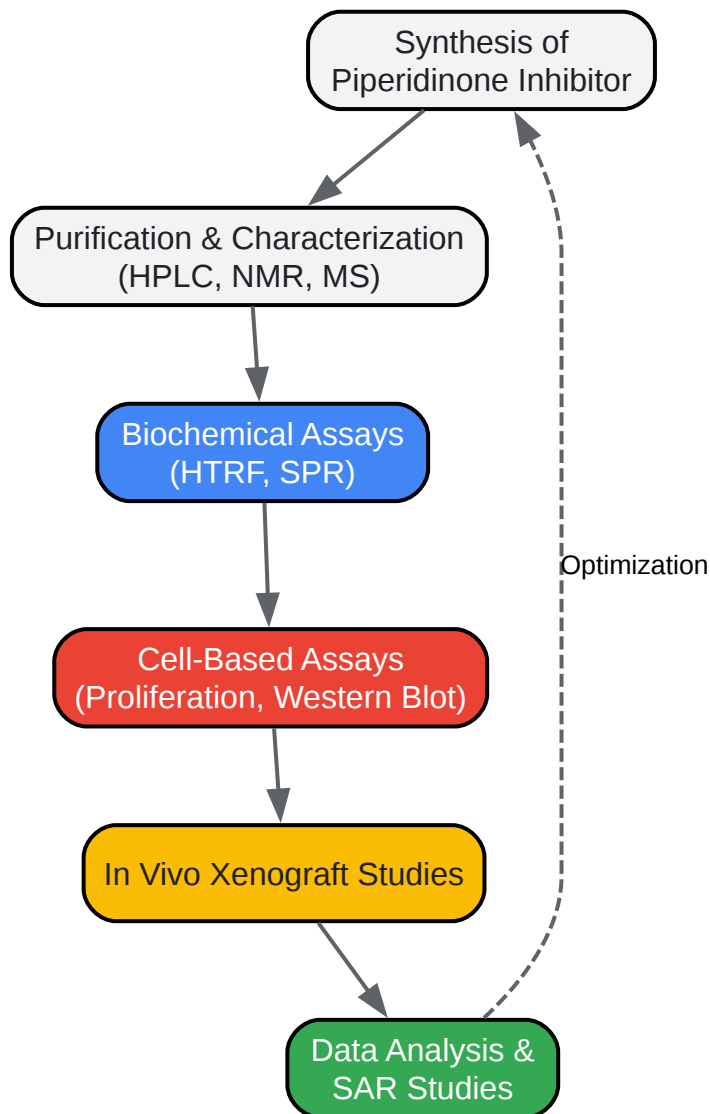 Synthesis of
Piperidinone Inhibitor
Purification & Characterization
(HPLC, NMR, MS)
Biochemical Assays
(HTRF, SPR)
Optimization
Cell-Based Assays
(Proliferation, Western Blot)
In Vivo Xenograft Studies
Data Analysis &
SAR Studies